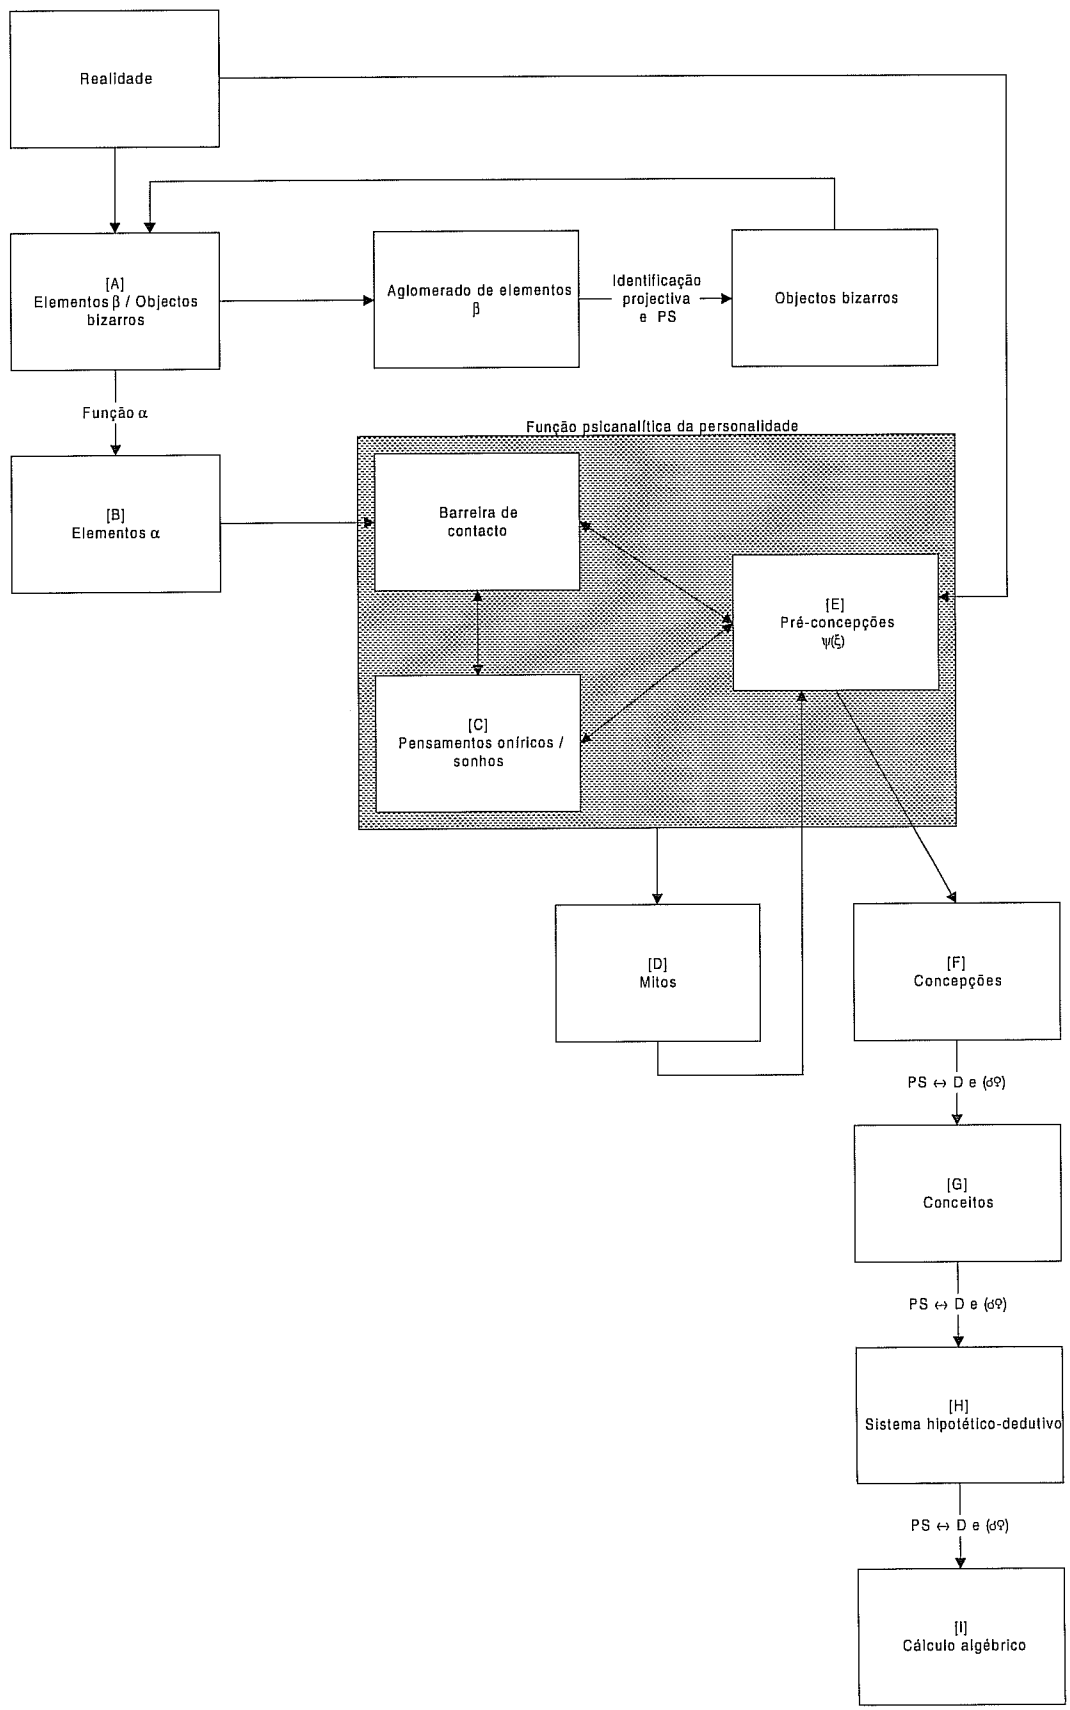 Realidade
[A]
Elementos β / Objectos
bizarros
Aglomerado de elementos
β
Identificação
projectiva
e PS
Objectos bizarros
Função α
Função psicanalítica da personalidade
[B]
Elementos α
Barreira de
contacto
[E]
Pré-concepções
ψ(ξ)
[C]
Pensamentos oníricos /
sonhos
[D]
Mitos
[F]
Concepções
PS ↔ D e (♂♀)
[G]
Conceitos
PS ↔ D e (♂♀)
[H]
Sistema hipotético-dedutivo
PS ↔ D e (♂♀)
[I]
Cálculo algébrico